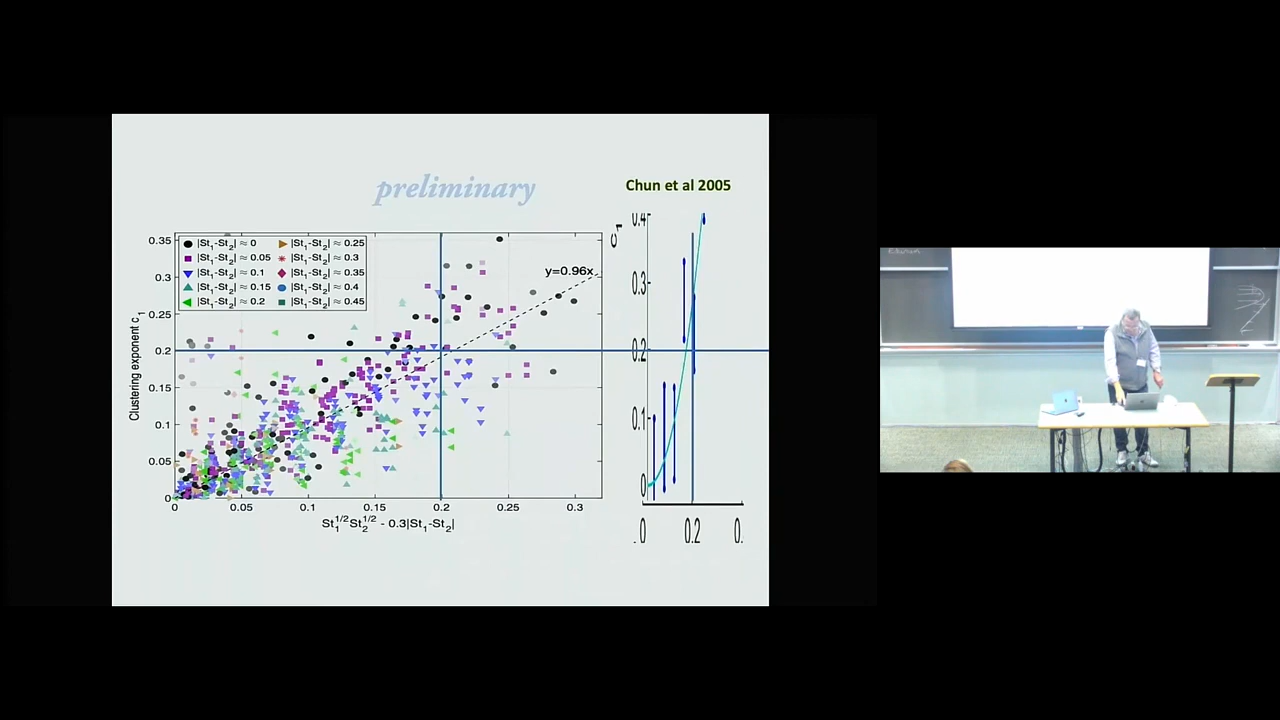 preliminary
Chun et al 2005
|St1-St2| ≈ 0
|St1-St2| ≈ 0.05
|St1-St2| ≈ 0.1
|St1-St2| ≈ 0.15
|St1-St2| ≈ 0.2
|St1-St2| ≈ 0.25
|St1-St2| ≈ 0.3
|St1-St2| ≈ 0.35
|St1-St2| ≈ 0.4
|St1-St2| ≈ 0.45
y=0.96x
Clustering exponent c1
0.35
0.3
0.25
0.2
0.15
0.1
0.05
0
0 0.05 0.1 0.15 0.2 0.25 0.3
St1^1/2 St2^1/2 - 0.3|St1-St2|
C1
0.4
0.3
0.2
0.1
0
.0 0.2 0.